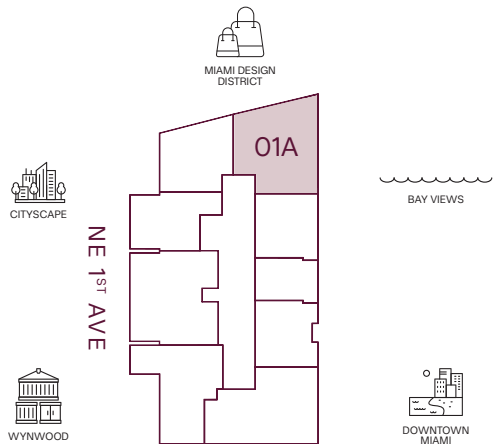 MIAMI DESIGN
DISTRICT
01A
CITYSCAPE
BAY VIEWS
NE 1ST AVE
WYNWOOD
DOWNTOWN
MIAMI